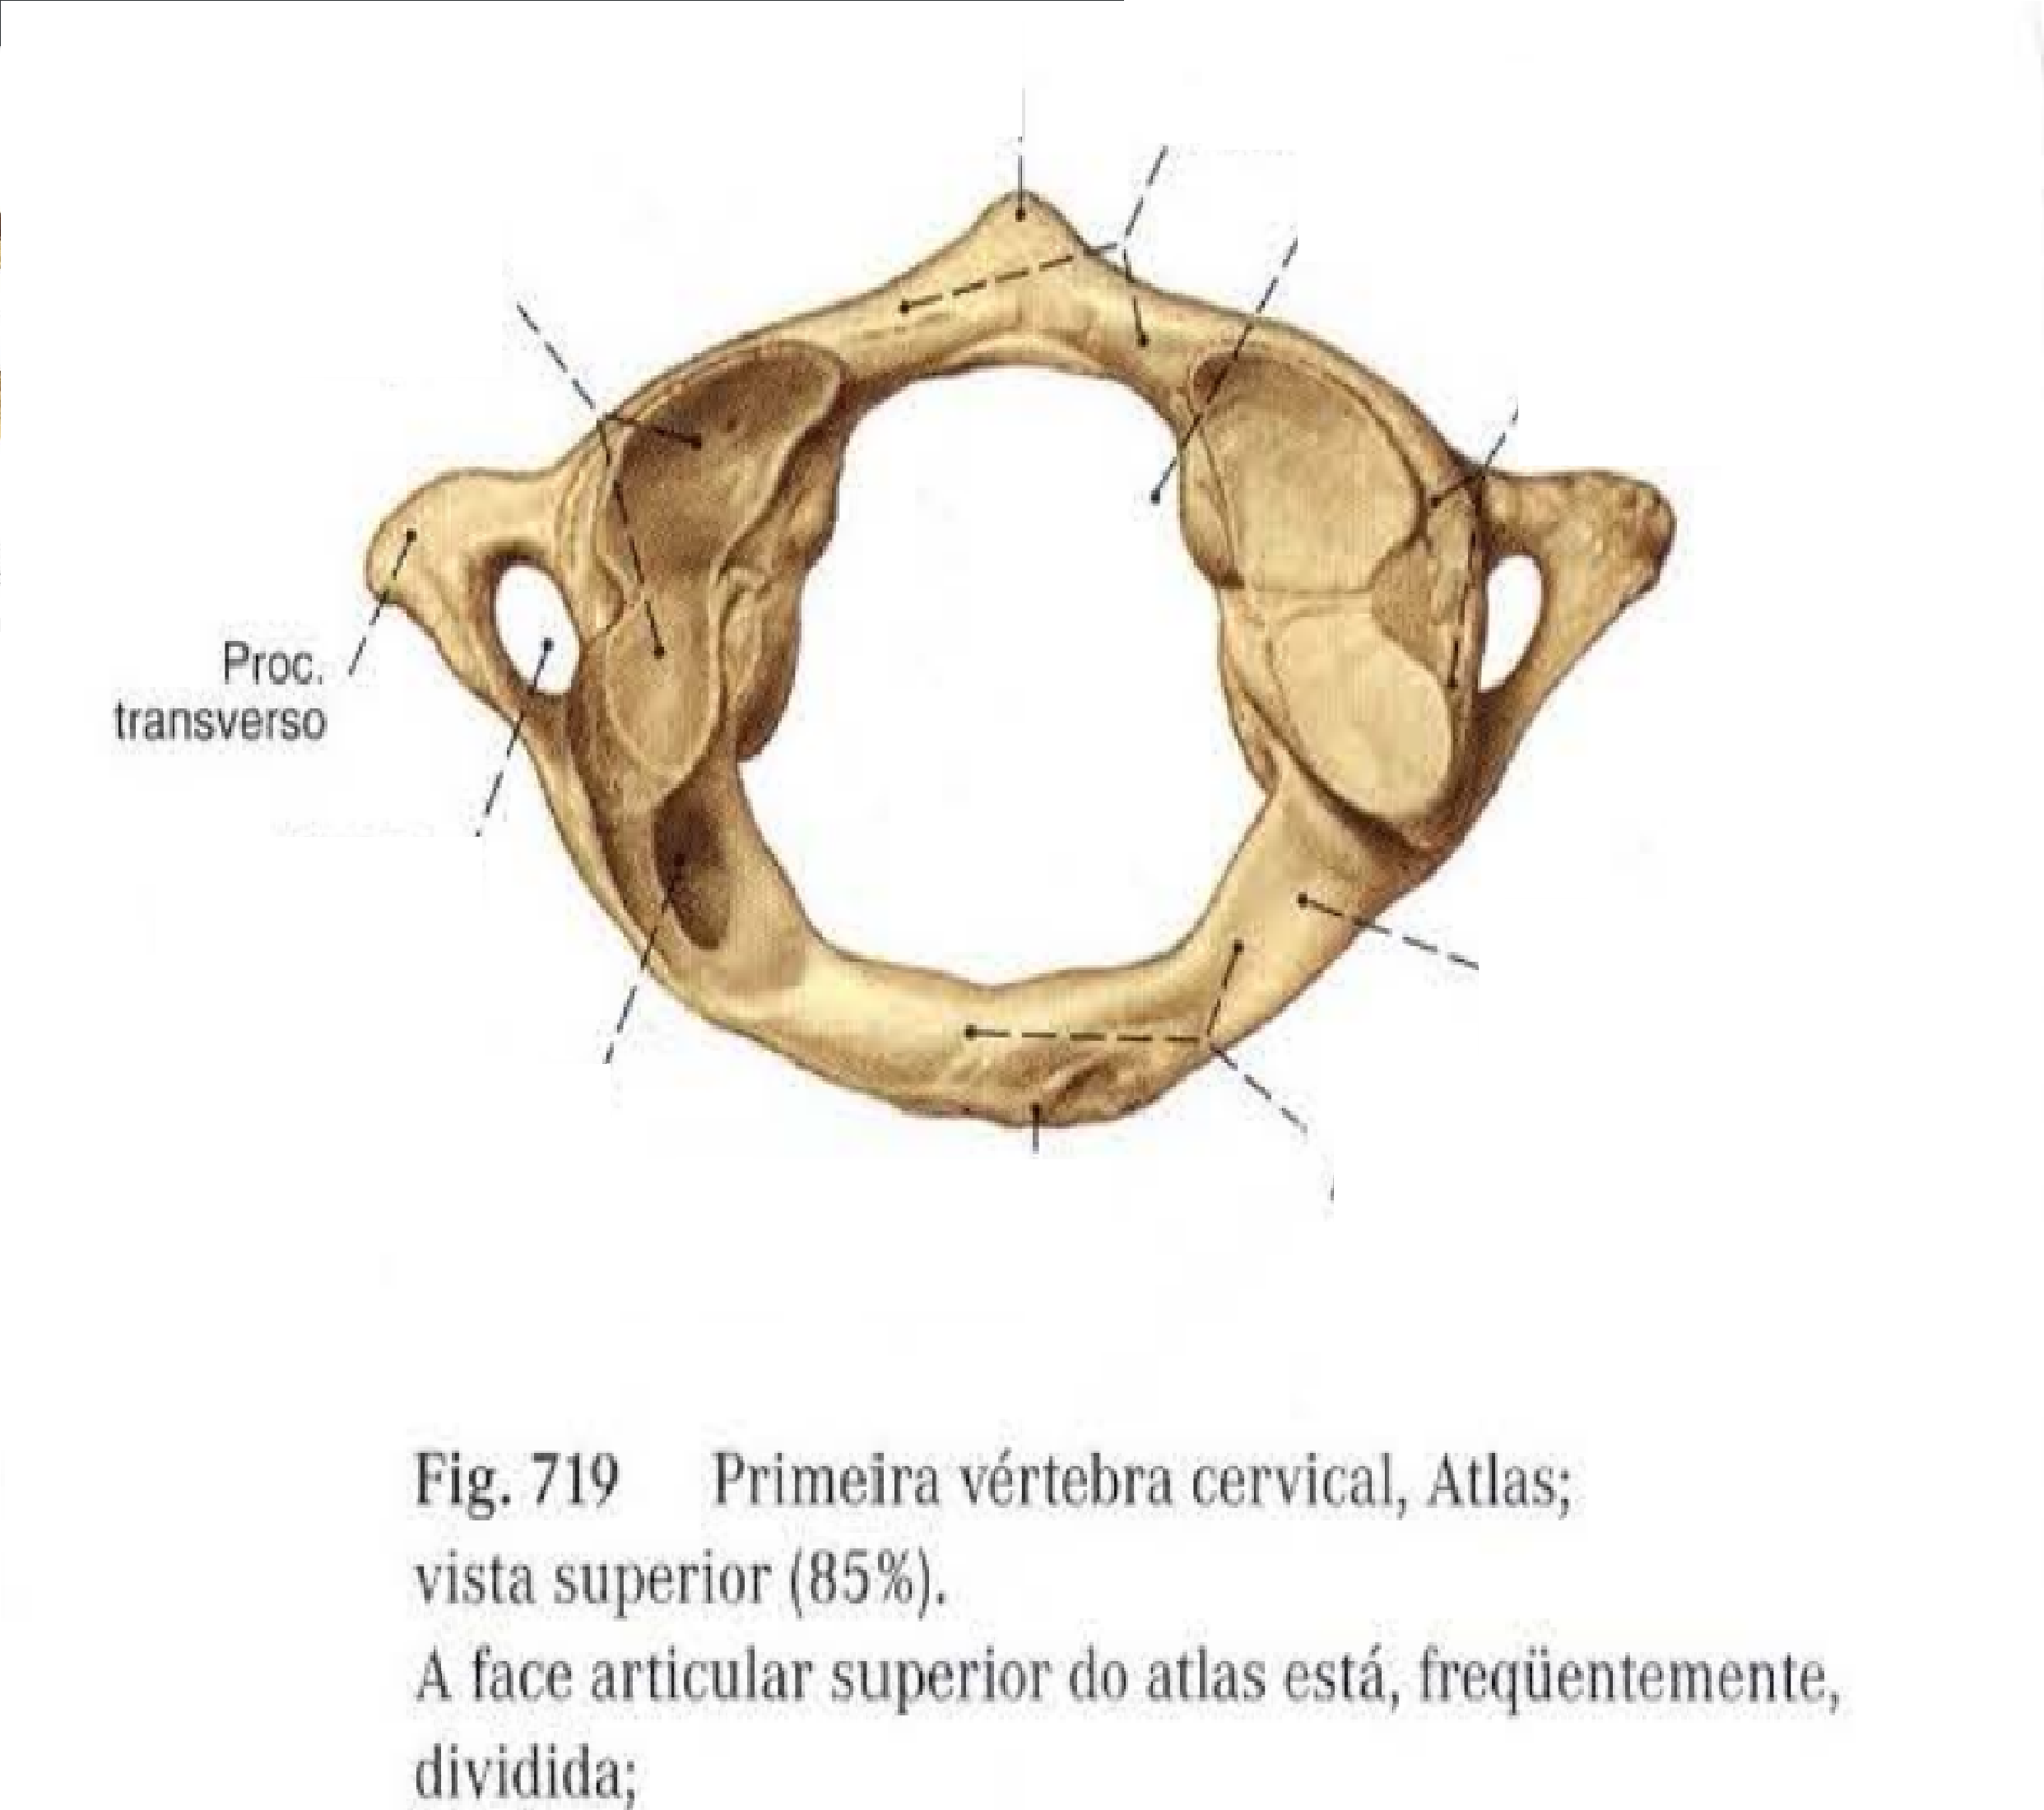 Proc.
transverso
Fig. 719 Primeira vértebra cervical, Atlas;
vista superior (85%).
A face articular superior do atlas está, freqüentemente,
dividida;